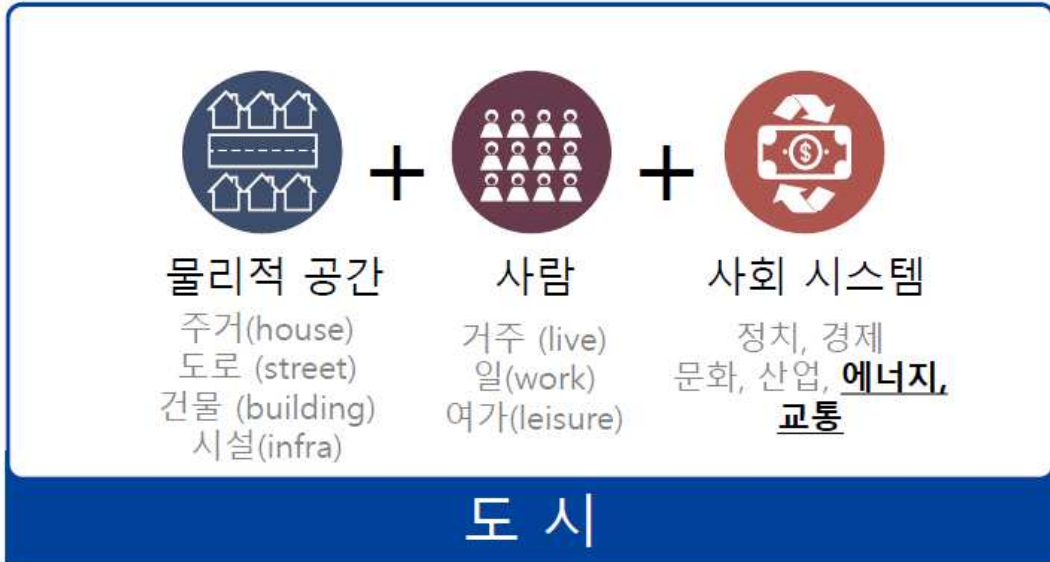 +
+
$
물리적 공간
주거(house)
도로 (street)
건물 (building)
시설(infra)
사람
거주 (live)
일(work)
여가(leisure)
사회 시스템
정치, 경제
문화, 산업, 에너지,
교통
도 시